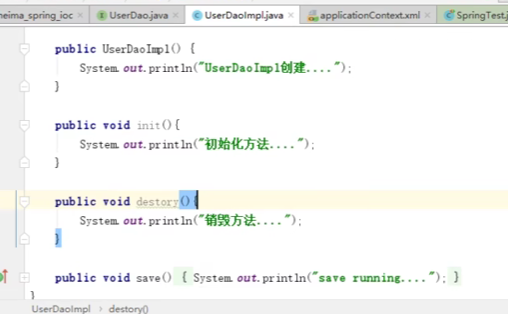 heima_spring_ioc UserDao.java UserDaoImpl.java applicationContext.xml SpringTest.j
public UserDaoImpl() {
System.out.println("UserDaoImpl创建....");
}
public void init(){
System.out.println("初始化方法....");
}
public void destory(){
System.out.println("销毁方法....");
}
public void save() { System.out.println("save running...."); }
}
UserDaoImpl > destory()